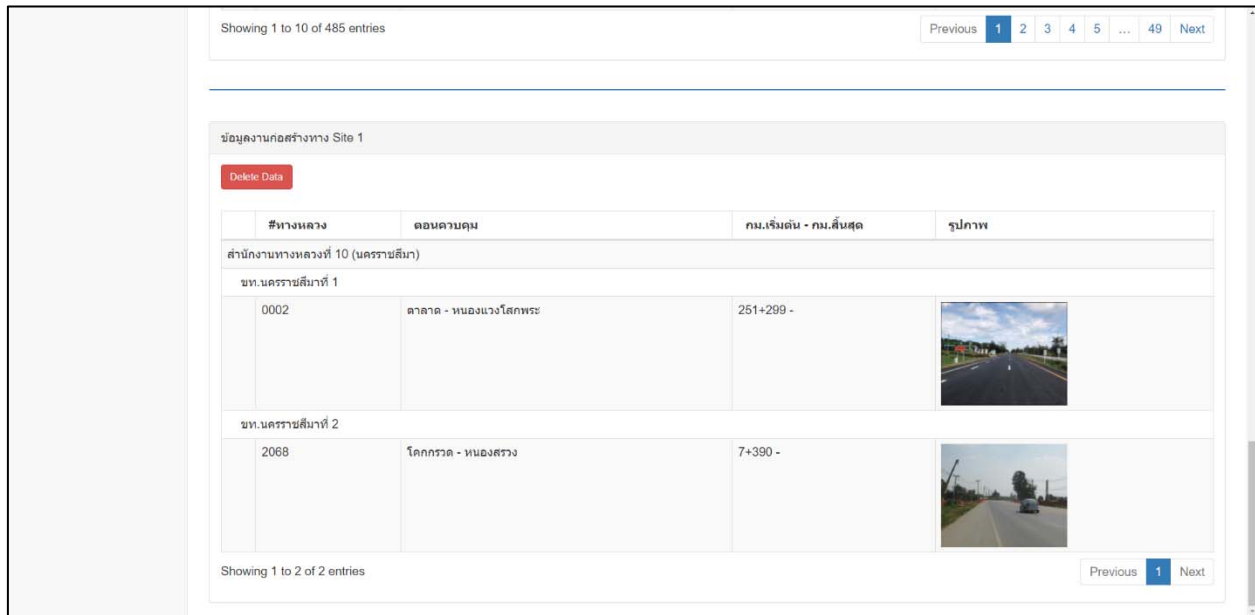 Showing 1 to 10 of 485 entries
Previous 1 2 3 4 5 ... 49 Next
ข้อมูลงานก่อสร้างทาง Site 1
Delete Data
#ทางหลวง ตอนควบคุม กม.เริ่มต้น - กม.สิ้นสุด รูปภาพ
สำนักงานทางหลวงที่ 10 (นครราชสีมา)
ขท.นครราชสีมาที่ 1
0002 ตาลาด - หนองแวงโสกพระ 251+299 -
ขท.นครราชสีมาที่ 2
2068 โคกกรวด - หนองสรวง 7+390 -
Showing 1 to 2 of 2 entries
Previous 1 Next